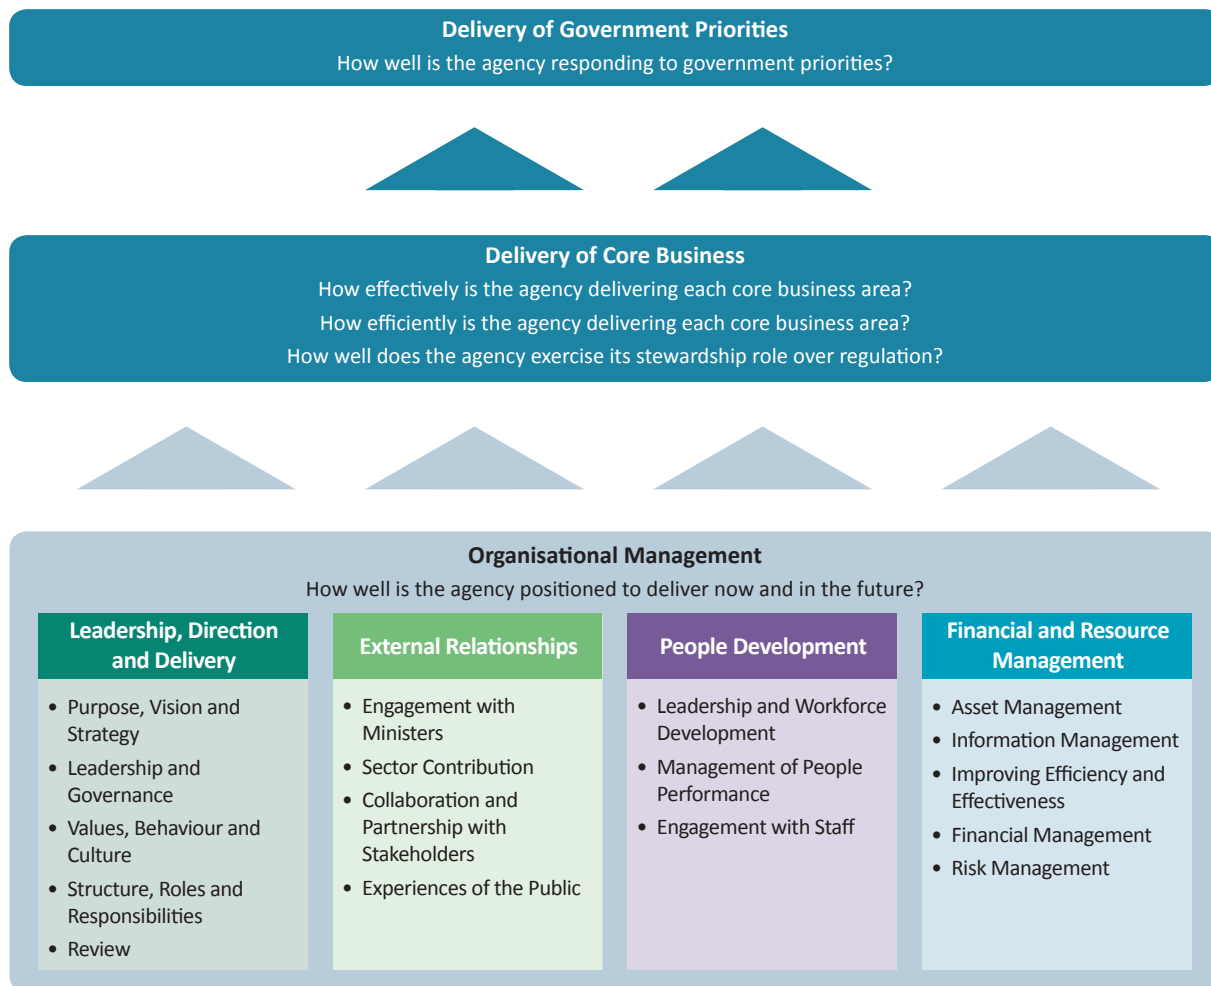 Delivery of Government Priorities
How well is the agency responding to government priorities?
Delivery of Core Business
How effectively is the agency delivering each core business area?
How efficiently is the agency delivering each core business area?
How well does the agency exercise its stewardship role over regulation?
Organisational Management
How well is the agency positioned to deliver now and in the future?
Leadership, Direction
and Delivery
• Purpose, Vision and
Strategy
• Leadership and
Governance
• Values, Behaviour and
Culture
• Structure, Roles and
Responsibilities
• Review
External Relationships
• Engagement with
Ministers
• Sector Contribution
• Collaboration and
Partnership with
Stakeholders
• Experiences of the Public
People Development
• Leadership and Workforce
Development
• Management of People
Performance
• Engagement with Staff
Financial and Resource
Management
• Asset Management
• Information Management
• Improving Efficiency and
Effectiveness
• Financial Management
• Risk Management